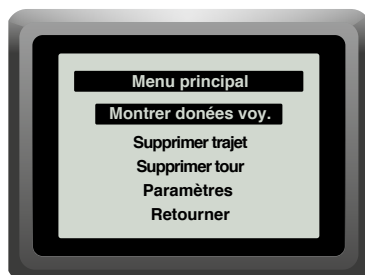 Menu principal
Montrer donées voy.
Supprimer trajet
Supprimer tour
Paramètres
Retourner